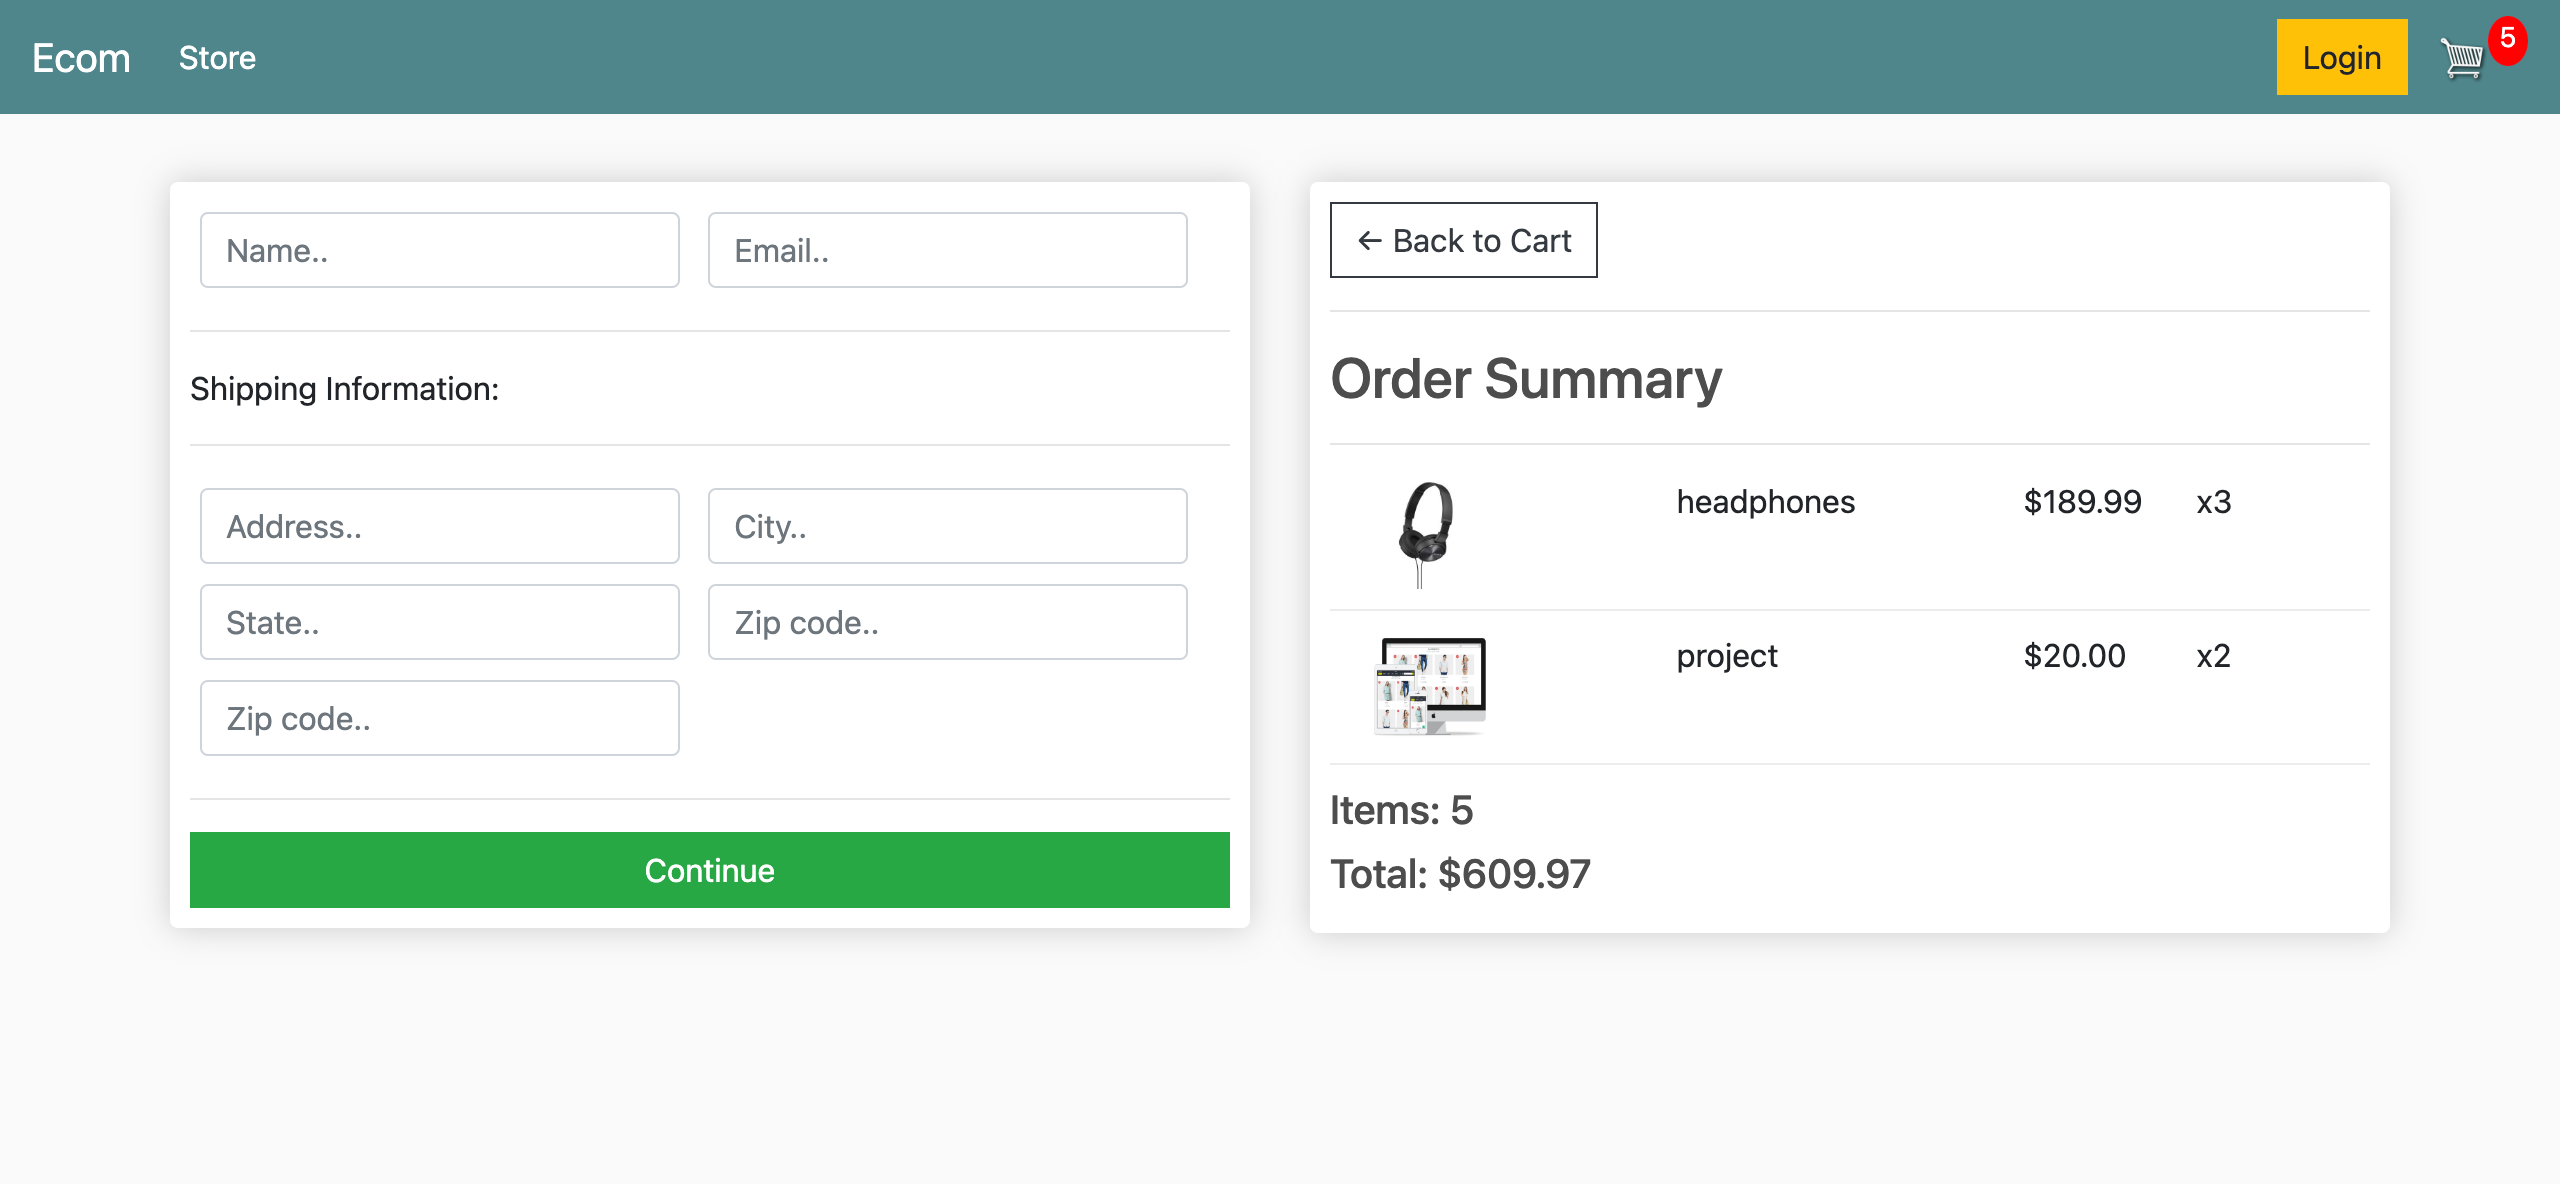 Ecom Store Login 5
Name.. Email..
Shipping Information:
Address.. City..
State.. Zip code..
Zip code..
Continue
← Back to Cart
Order Summary
headphones $189.99 x3
project $20.00 x2
Items: 5
Total: $609.97